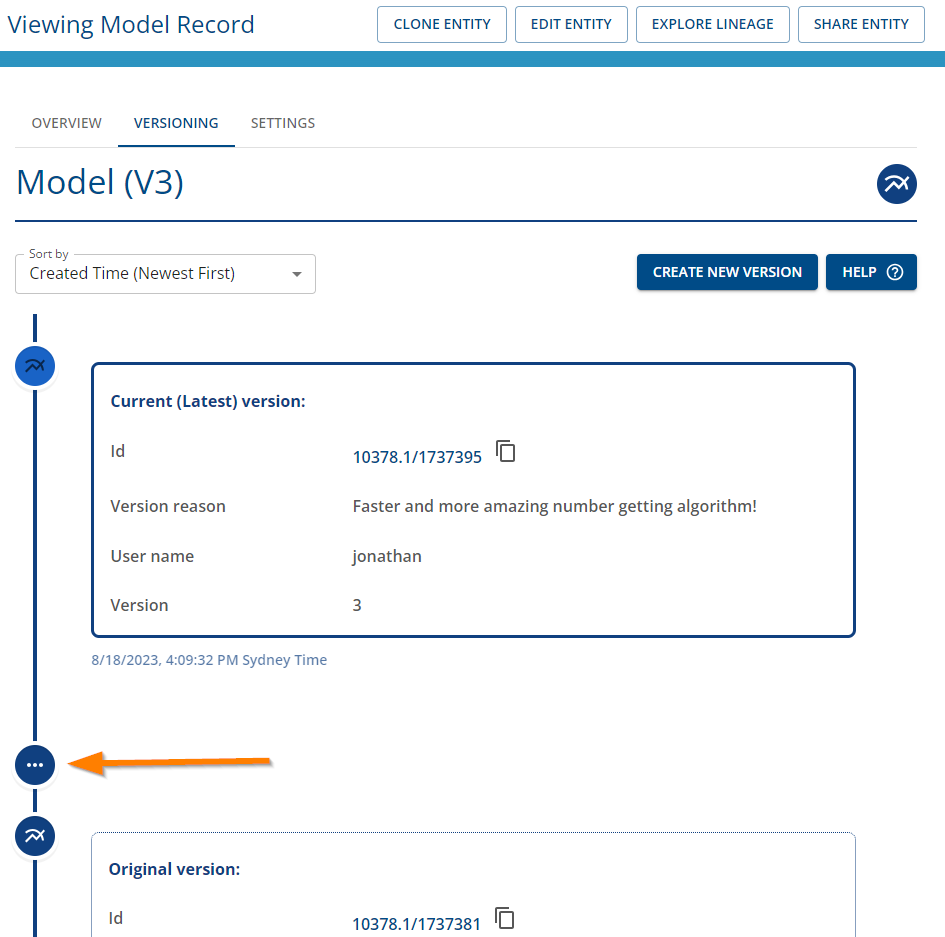 Viewing Model Record
CLONE ENTITY
EDIT ENTITY
EXPLORE LINEAGE
SHARE ENTITY
OVERVIEW
VERSIONING
SETTINGS
Model (V3)
Sort by
Created Time (Newest First)
CREATE NEW VERSION
HELP
Current (Latest) version:
Id 10378.1/1737395
Version reason Faster and more amazing number getting algorithm!
User name jonathan
Version 3
8/18/2023, 4:09:32 PM Sydney Time
Original version:
Id 10378.1/1737381